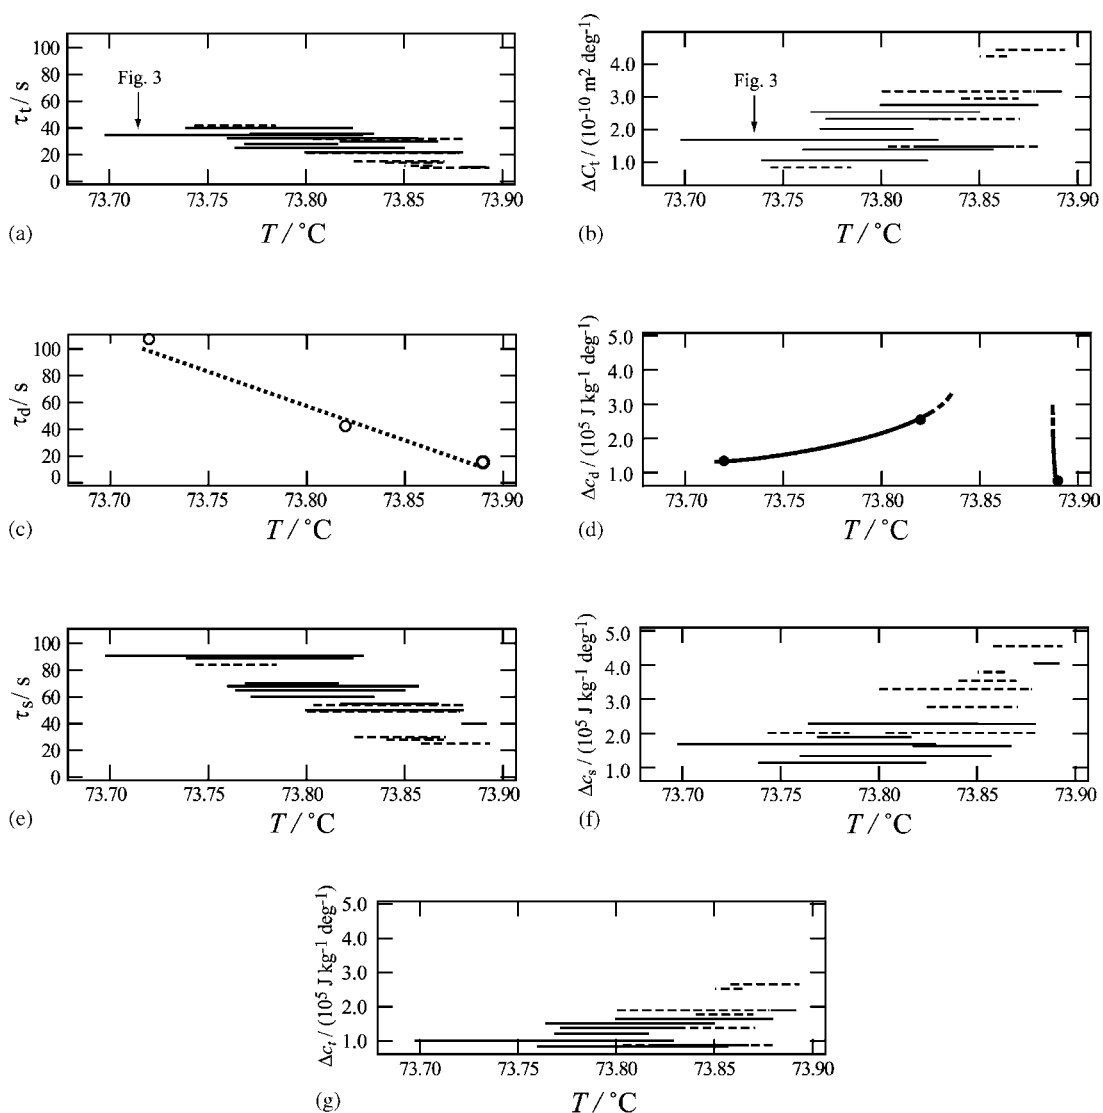 τt / s
100
80
60
40
20
0
Fig. 3
73.70 73.75 73.80 73.85 73.90
(a)
T / °C
ΔCt / (10-10 m2 deg-1)
4.0
3.0
2.0
1.0
Fig. 3
73.70 73.75 73.80 73.85 73.90
(b)
T / °C
τd / s
100
80
60
40
20
0
73.70 73.75 73.80 73.85 73.90
(c)
T / °C
Δcd / (105 J kg-1 deg-1)
5.0
4.0
3.0
2.0
1.0
73.70 73.75 73.80 73.85 73.90
(d)
T / °C
τs / s
100
80
60
40
20
0
73.70 73.75 73.80 73.85 73.90
(e)
T / °C
Δcs / (105 J kg-1 deg-1)
5.0
4.0
3.0
2.0
1.0
73.70 73.75 73.80 73.85 73.90
(f)
T / °C
Δct / (105 J kg-1 deg-1)
5.0
4.0
3.0
2.0
1.0
73.70 73.75 73.80 73.85 73.90
(g)
T / °C